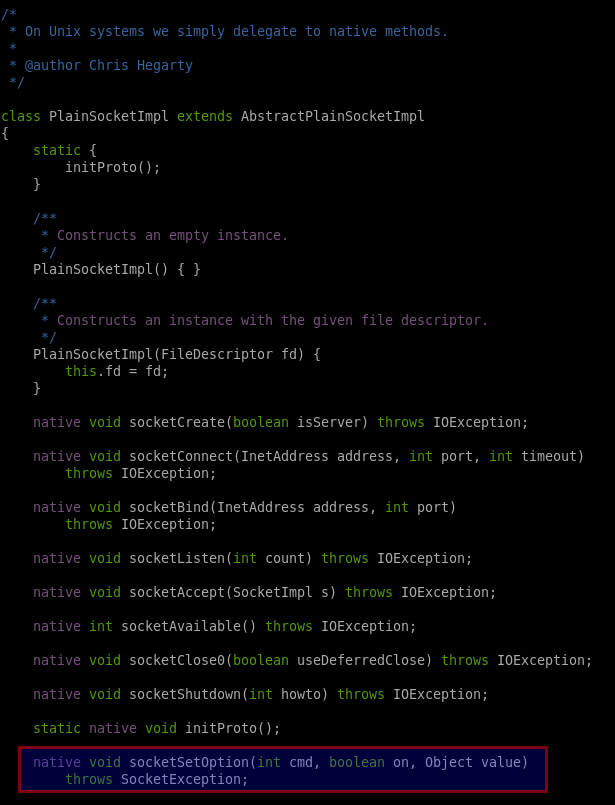 /*
 * On Unix systems we simply delegate to native methods.
 *
 * @author Chris Hegarty
 */

class PlainSocketImpl extends AbstractPlainSocketImpl
{
    static {
        initProto();
    }

    /**
     * Constructs an empty instance.
     */
    PlainSocketImpl() { }

    /**
     * Constructs an instance with the given file descriptor.
     */
    PlainSocketImpl(FileDescriptor fd) {
        this.fd = fd;
    }

    native void socketCreate(boolean isServer) throws IOException;

    native void socketConnect(InetAddress address, int port, int timeout)
        throws IOException;

    native void socketBind(InetAddress address, int port)
        throws IOException;

    native void socketListen(int count) throws IOException;

    native void socketAccept(SocketImpl s) throws IOException;

    native int socketAvailable() throws IOException;

    native void socketClose0(boolean useDeferredClose) throws IOException;

    native void socketShutdown(int howto) throws IOException;

    static native void initProto();

    native void socketSetOption(int cmd, boolean on, Object value)
        throws SocketException;